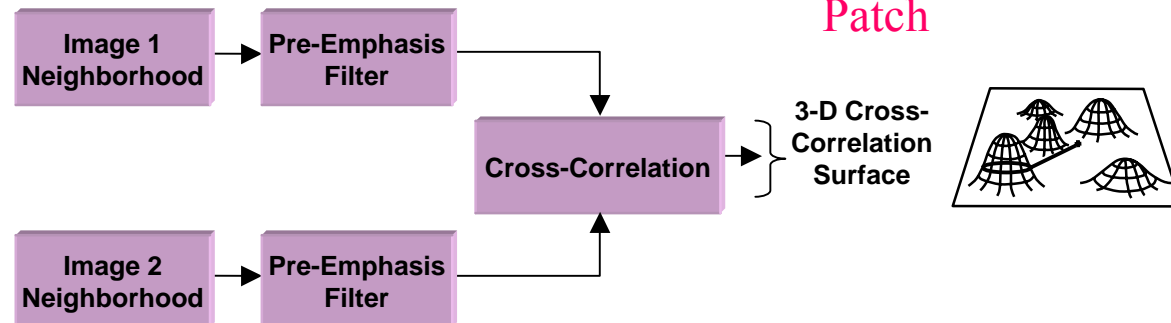 Patch
Image 1
Neighborhood
Pre-Emphasis
Filter
Cross-Correlation
3-D Cross-
Correlation
Surface
Image 2
Neighborhood
Pre-Emphasis
Filter